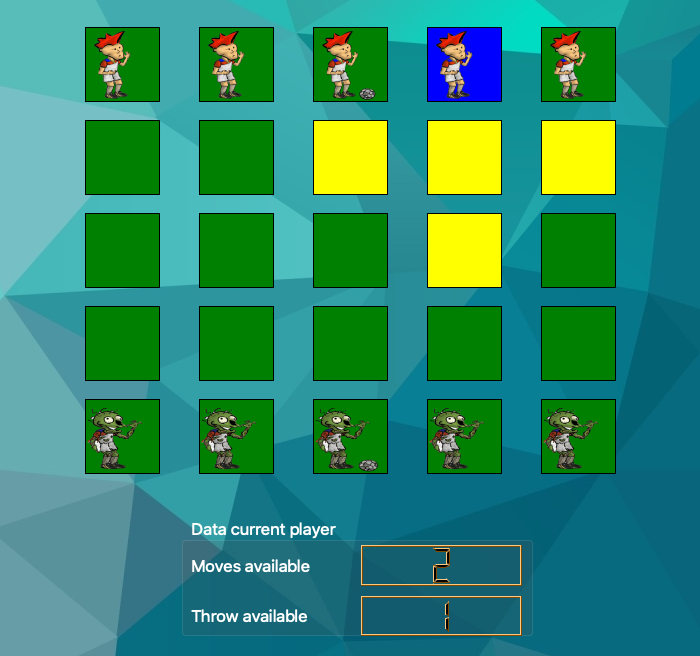 Data current player
Moves available
2
Throw available
1